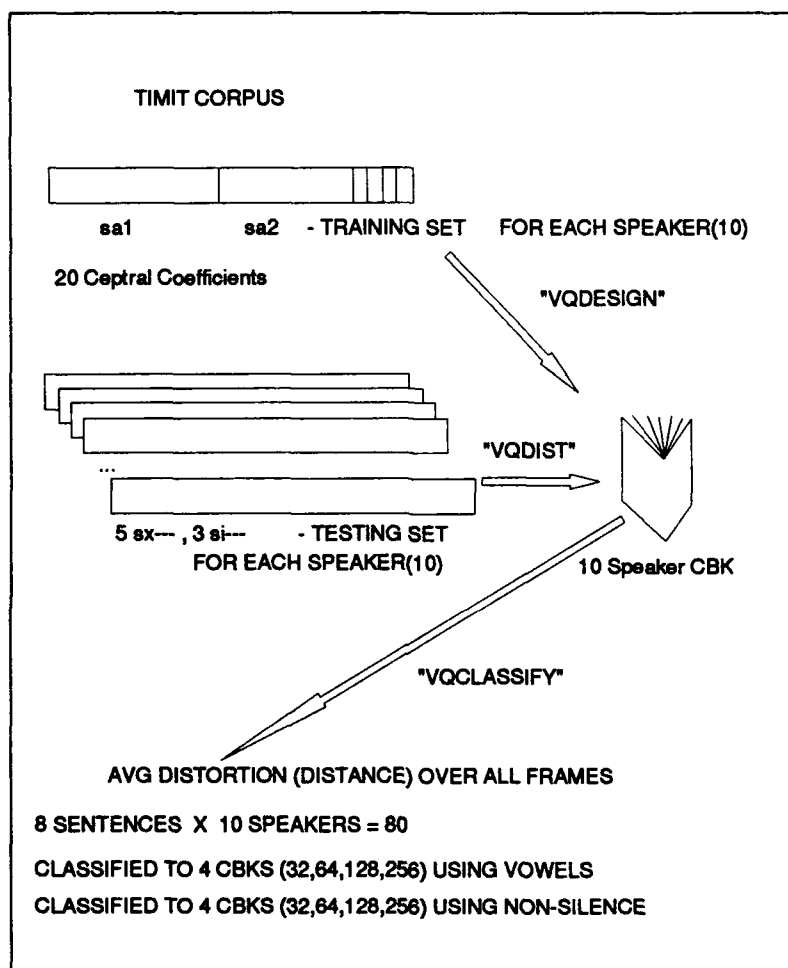 TIMIT CORPUS
sa1 sa2 - TRAINING SET FOR EACH SPEAKER(10)
20 Ceptral Coefficients
"VQDESIGN"
"VQDIST"
...
5 sx--- , 3 si--- - TESTING SET
FOR EACH SPEAKER(10)
10 Speaker CBK
"VQCLASSIFY"
AVG DISTORTION (DISTANCE) OVER ALL FRAMES
8 SENTENCES X 10 SPEAKERS = 80
CLASSIFIED TO 4 CBKS (32,64,128,256) USING VOWELS
CLASSIFIED TO 4 CBKS (32,64,128,256) USING NON-SILENCE